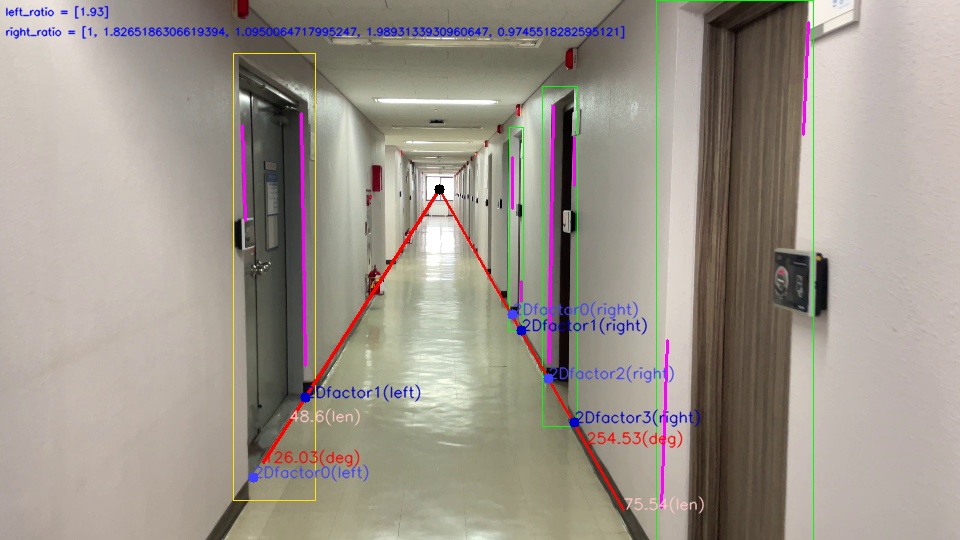 left_ratio = [1.93]
right_ratio = [1, 1.8265186306619394, 1.0950064717995247, 1.9893133930960647, 0.9745518282595121]
2Dfactor0(right)
2Dfactor1(right)
2Dfactor2(right)
2Dfactor1(left)
48.6(len)
2Dfactor3(right)
254.53(deg)
126.03(deg)
2Dfactor0(left)
75.54(len)